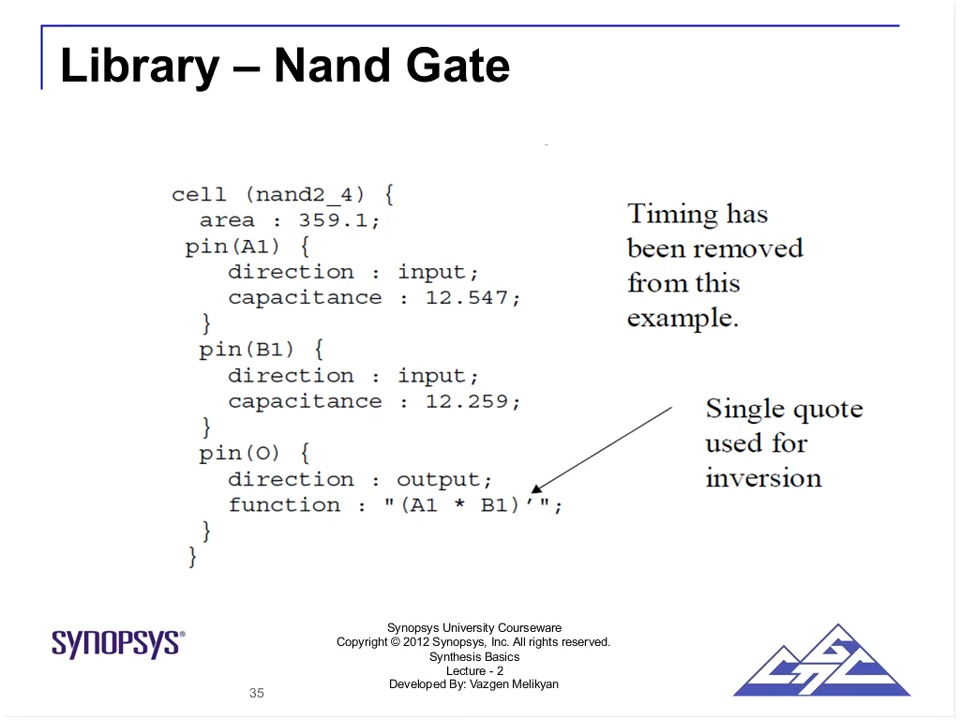 Library – Nand Gate
cell (nand2_4) {
area : 359.1;
pin(A1) {
direction : input;
capacitance : 12.547;
}
pin(B1) {
direction : input;
capacitance : 12.259;
}
pin(O) {
direction : output;
function : "(A1 * B1)’";
}
}
Timing has
been removed
from this
example.
Single quote
used for
inversion
SYNOPSYS®
Synopsys University Courseware
Copyright © 2012 Synopsys, Inc. All rights reserved.
Synthesis Basics
Lecture - 2
Developed By: Vazgen Melikyan
35